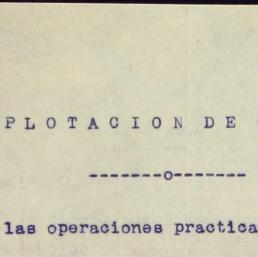 PLOTACION DE
-------o-------
las operaciones practica